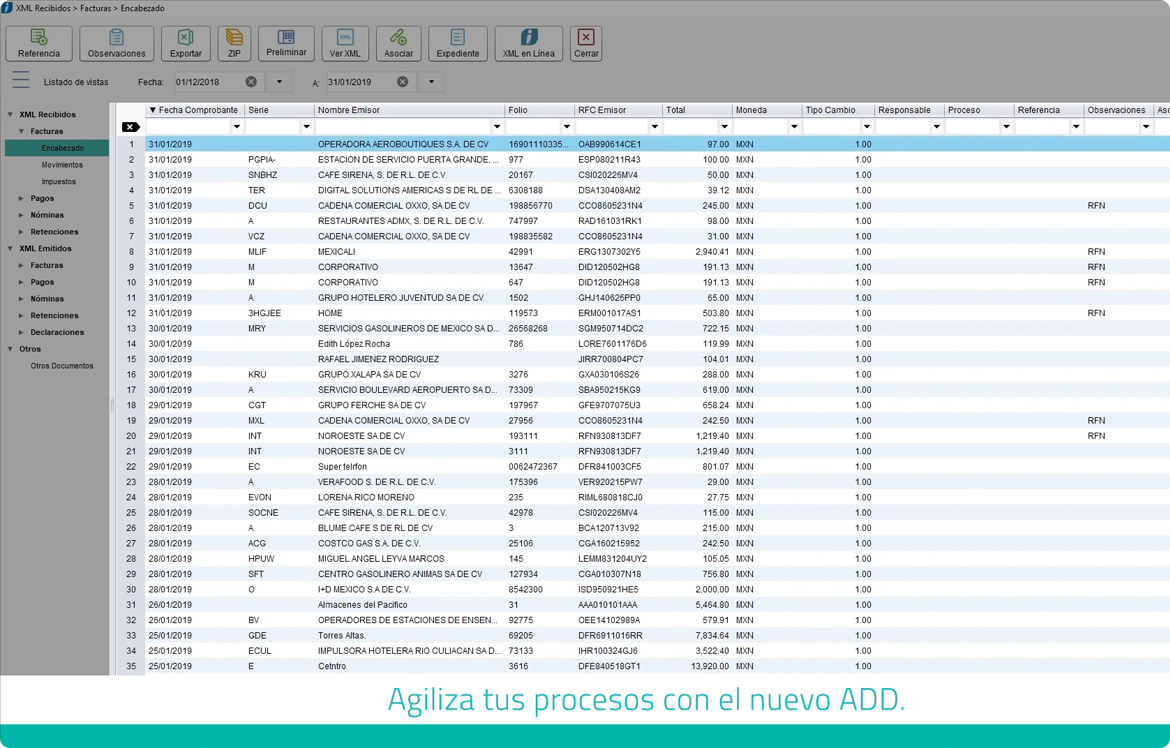 XML Recibidos > Facturas > Encabezado
Referencia Observaciones Exportar ZIP Preliminar Ver XML Asociar Expediente XML en Línea Cerrar
Listado de vistas Fecha: 01/12/2018 A: 31/01/2019
XML Recibidos
Facturas
Encabezado
Movimientos
Impuestos
Pagos
Nóminas
Retenciones
XML Emitidos
Facturas
Pagos
Nóminas
Retenciones
Declaraciones
Otros
Otros Documentos
▼ Fecha Comprobante Serie Nombre Emisor Folio RFC Emisor Total Moneda Tipo Cambio Responsable Proceso Referencia Observaciones Aso
1 31/01/2019 OPERADORA AEROBOUTIQUES S.A. DE CV 16901110335... OAB990614CE1 97.00 MXN 1.00
2 31/01/2019 PGPIA- ESTACION DE SERVICIO PUERTA GRANDE, ... 977 ESP080211R43 100.00 MXN 1.00
3 31/01/2019 SNBHZ CAFE SIRENA, S. DE R.L. DE C.V. 20167 CSI020226MV4 50.00 MXN 1.00
4 31/01/2019 TER DIGITAL SOLUTIONS AMERICAS S DE RL DE ... 6308188 DSA130408AM2 39.12 MXN 1.00
5 31/01/2019 DCU CADENA COMERCIAL OXXO, SA DE CV 198856770 CCO8605231N4 245.00 MXN 1.00 RFN
6 31/01/2019 A RESTAURANTES ADMX, S. DE R.L. DE C.V. 747997 RAD161031RK1 98.00 MXN 1.00
7 31/01/2019 VCZ CADENA COMERCIAL OXXO, SA DE CV 198835582 CCO8605231N4 31.00 MXN 1.00
8 31/01/2019 MLIF MEXICALI 42991 ERG1307302Y5 2,940.41 MXN 1.00 RFN
9 31/01/2019 M CORPORATIVO 13647 DID120502HG8 191.13 MXN 1.00 RFN
10 31/01/2019 M CORPORATIVO 647 DID120502HG8 191.13 MXN 1.00 RFN
11 31/01/2019 A GRUPO HOTELERO JUVENTUD SA DE CV 1502 GHJ140625PP0 65.00 MXN 1.00
12 31/01/2019 3HGJEE HOME 119573 ERM001017AS1 503.80 MXN 1.00 RFN
13 30/01/2019 MRY SERVICIOS GASOLINEROS DE MEXICO SA D... 26568268 SGM950714DC2 722.15 MXN 1.00
14 30/01/2019 Edith López Rocha 786 LORE7601176D6 119.99 MXN 1.00
15 30/01/2019 RAFAEL JIMENEZ RODRIGUEZ JIRR700804PC7 104.01 MXN 1.00
16 30/01/2019 KRU GRUPO XALAPA SA DE CV 3276 GXA030106S26 288.00 MXN 1.00
17 30/01/2019 A SERVICIO BOULEVARD AEROPUERTO SA D... 73309 SBA950215KG9 619.00 MXN 1.00
18 29/01/2019 CGT GRUPO FERCHE SA DE CV 197967 GFE9707075U3 658.24 MXN 1.00
19 29/01/2019 MXL CADENA COMERCIAL OXXO, SA DE CV 27956 CCO8605231N4 242.50 MXN 1.00 RFN
20 29/01/2019 INT NOROESTE SA DE CV 193111 RFN930813DF7 1,219.40 MXN 1.00 RFN
21 29/01/2019 INT NOROESTE SA DE CV 3111 RFN930813DF7 1,219.40 MXN 1.00
22 29/01/2019 EC Super telrfon 0062472367 DFR841003CF5 801.07 MXN 1.00
23 28/01/2019 A VERAFOOD S. DE R.L. DE C.V. 175396 VER920215PW7 29.00 MXN 1.00
24 28/01/2019 EVON LORENA RICO MORENO 235 RIML680818CJ0 27.75 MXN 1.00
25 28/01/2019 SOCNE CAFE SIRENA, S. DE R.L. DE C.V. 42978 CSI020226MV4 115.00 MXN 1.00
26 28/01/2019 A BLUME CAFE S DE RL DE CV 3 BCA120713V92 215.00 MXN 1.00
27 28/01/2019 ACG COSTCO GAS S.A. DE C.V. 25106 CGA160215952 242.50 MXN 1.00
28 28/01/2019 HPUW MIGUEL ANGEL LEYVA MARCOS 145 LEMM831204UY2 105.05 MXN 1.00
29 28/01/2019 SFT CENTRO GASOLINERO ANIMAS SA DE CV 127934 CGA010307N18 756.80 MXN 1.00
30 28/01/2019 O I+D MEXICO S.A DE C.V. 8542300 ISD950921HE5 2,000.00 MXN 1.00
31 26/01/2019 Almacenes del Pacifico 31 AAA010101AAA 5,464.80 MXN 1.00
32 26/01/2019 BV OPERADORES DE ESTACIONES DE ENSEN... 92775 OEE14102989A 579.91 MXN 1.00
33 25/01/2019 GDE Torres Altas. 69205 DFR6911016RR 7,834.64 MXN 1.00
34 25/01/2019 ECUL IMPULSORA HOTELERA RIO CULIACAN SA D... 73133 IHR100324GJ6 3,522.40 MXN 1.00
35 25/01/2019 E Cetntro 3616 DFE840518GT1 13,920.00 MXN 1.00
Agiliza tus procesos con el nuevo ADD.